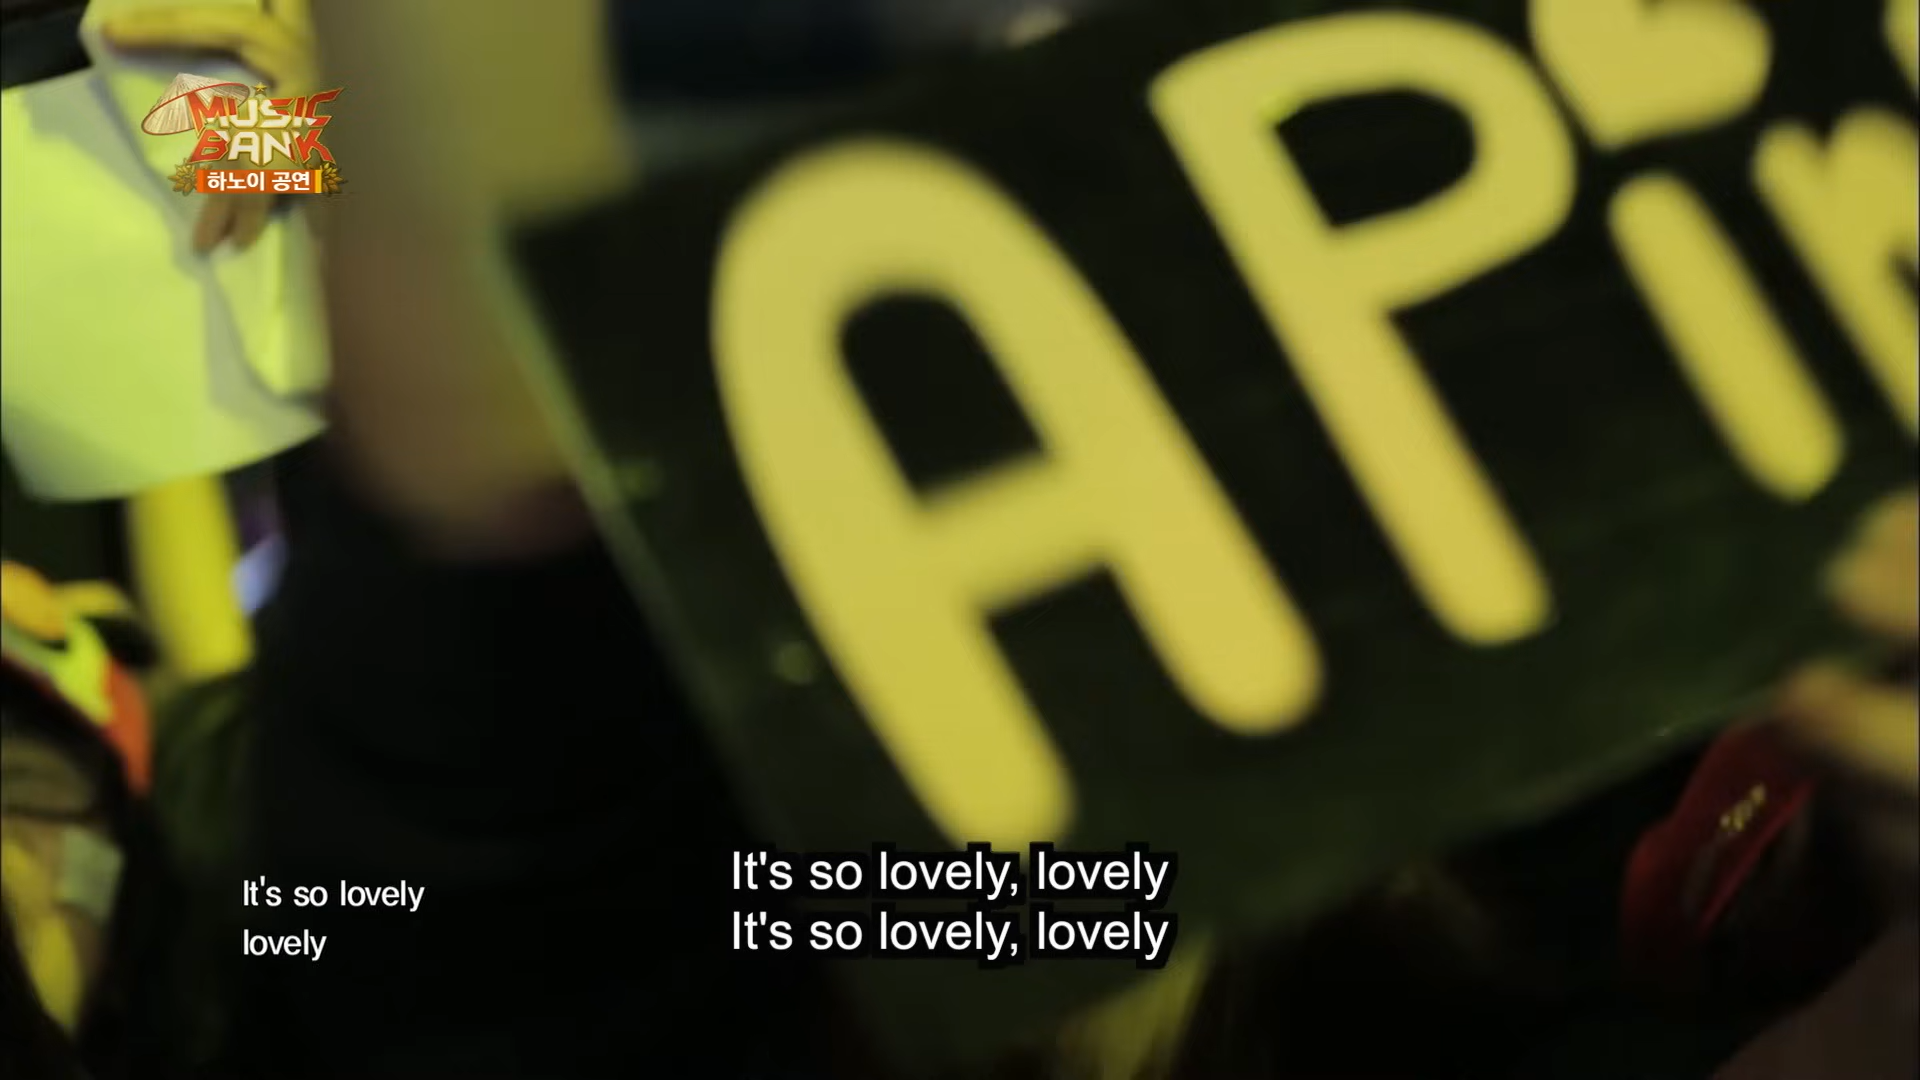 MUSIC
BANK
하노이 공연
APin
It's so lovely
lovely
It's so lovely, lovely
It's so lovely, lovely